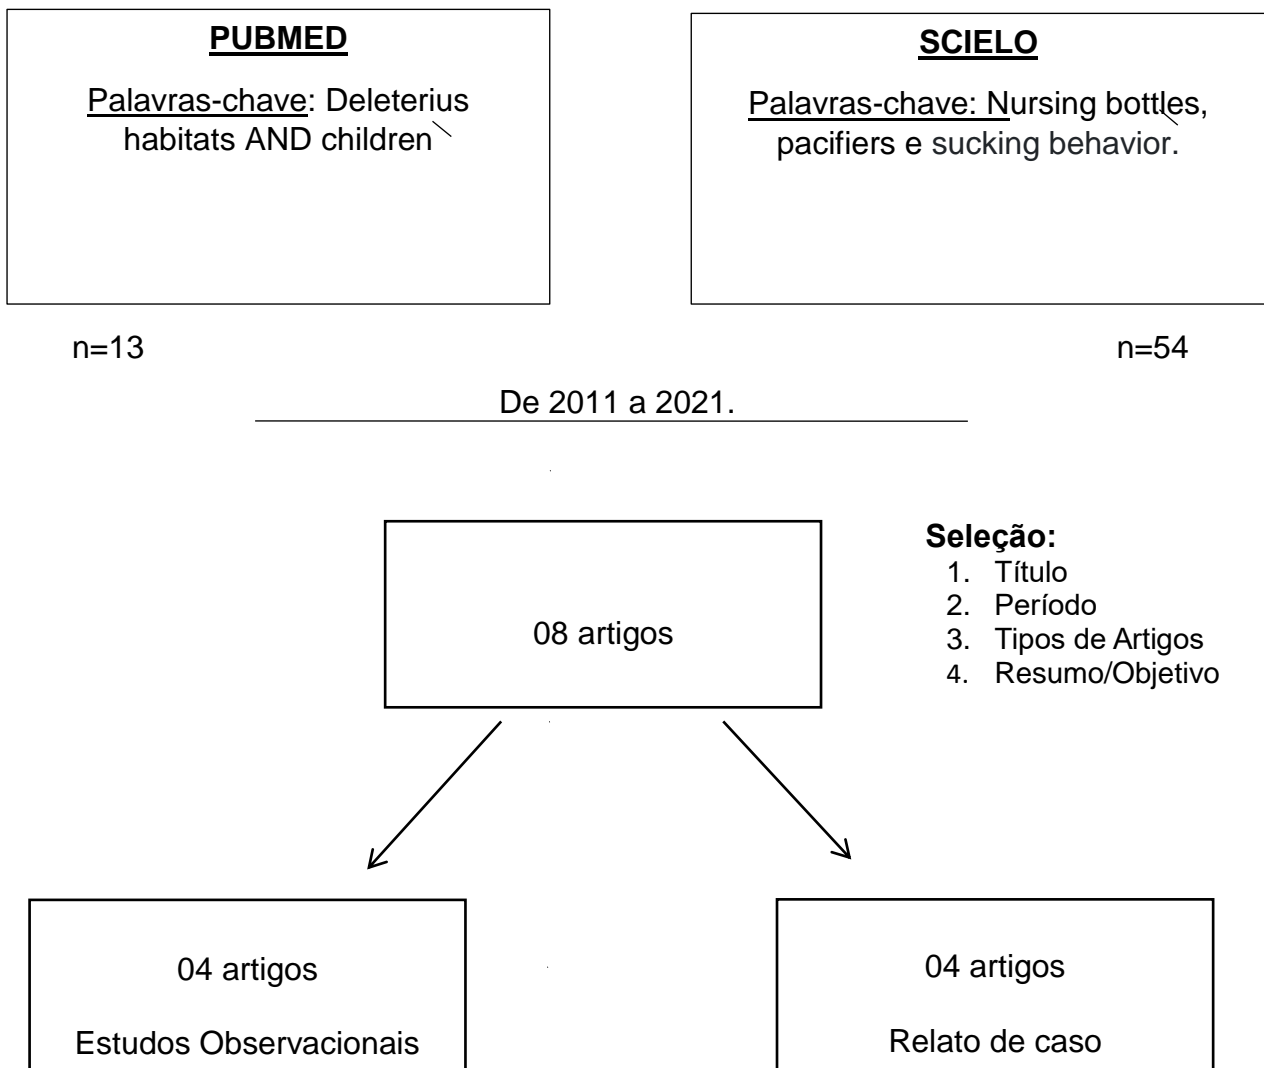 PUBMED
Palavras-chave: Deleterius
habitats AND children
SCIELO
Palavras-chave: Nursing bottles,
pacifiers e sucking behavior.
n=13
n=54
De 2011 a 2021.
08 artigos
Seleção:
1. Título
2. Período
3. Tipos de Artigos
4. Resumo/Objetivo
04 artigos
Estudos Observacionais
04 artigos
Relato de caso